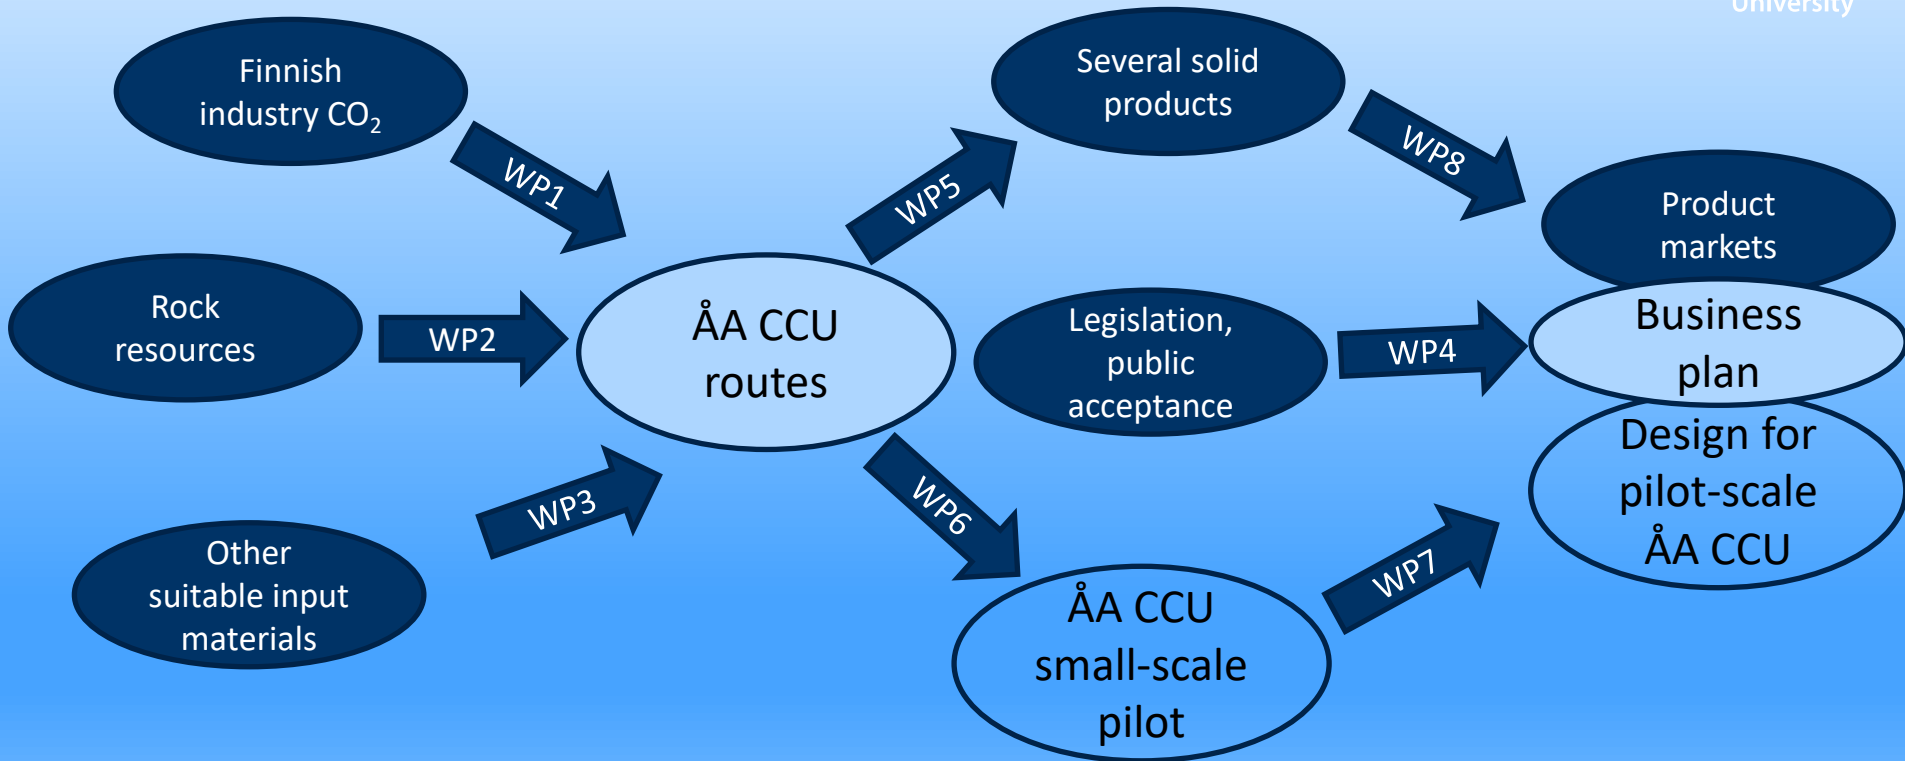 University
Finnish
industry CO₂
WP1
Rock
resources
WP2
Other
suitable input
materials
WP3
ÅA CCU
routes
WP5
Several solid
products
WP8
Product
markets
Legislation,
public
acceptance
WP4
Business
plan
WP6
ÅA CCU
small-scale
pilot
WP7
Design for
pilot-scale
ÅA CCU